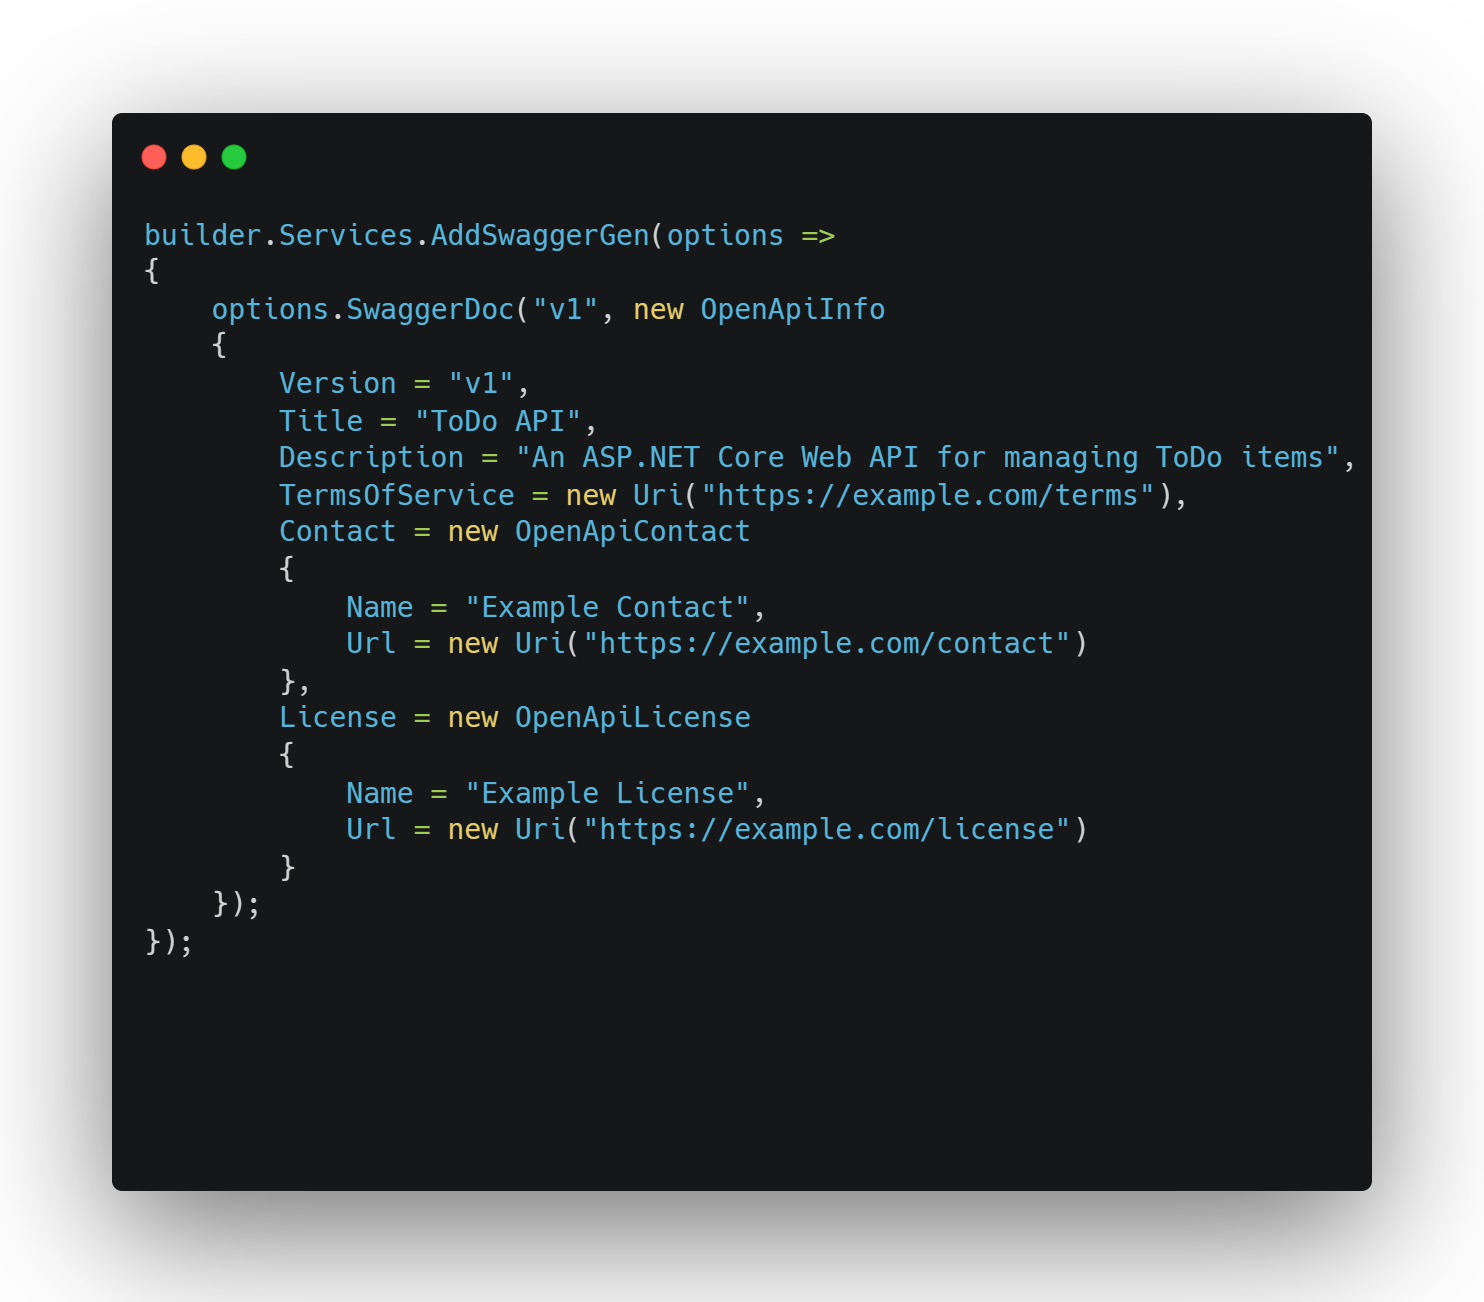 builder.Services.AddSwaggerGen(options =>
{
    options.SwaggerDoc("v1", new OpenApiInfo
    {
        Version = "v1",
        Title = "ToDo API",
        Description = "An ASP.NET Core Web API for managing ToDo items",
        TermsOfService = new Uri("https://example.com/terms"),
        Contact = new OpenApiContact
        {
            Name = "Example Contact",
            Url = new Uri("https://example.com/contact")
        },
        License = new OpenApiLicense
        {
            Name = "Example License",
            Url = new Uri("https://example.com/license")
        }
    });
});